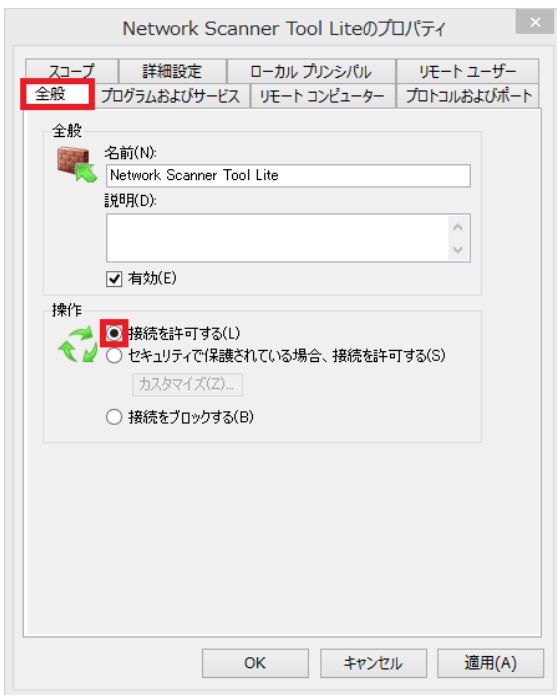 Network Scanner Tool Liteのプロパティ
スコープ 詳細設定 ローカル プリンシパル リモート ユーザー
全般 プログラムおよびサービス リモート コンピューター プロトコルおよびポート
全般
名前(N):
Network Scanner Tool Lite
説明(D):
有効(E)
操作
接続を許可する(L)
セキュリティで保護されている場合、接続を許可する(S)
カスタマイズ(Z)...
接続をブロックする(B)
OK キャンセル 適用(A)